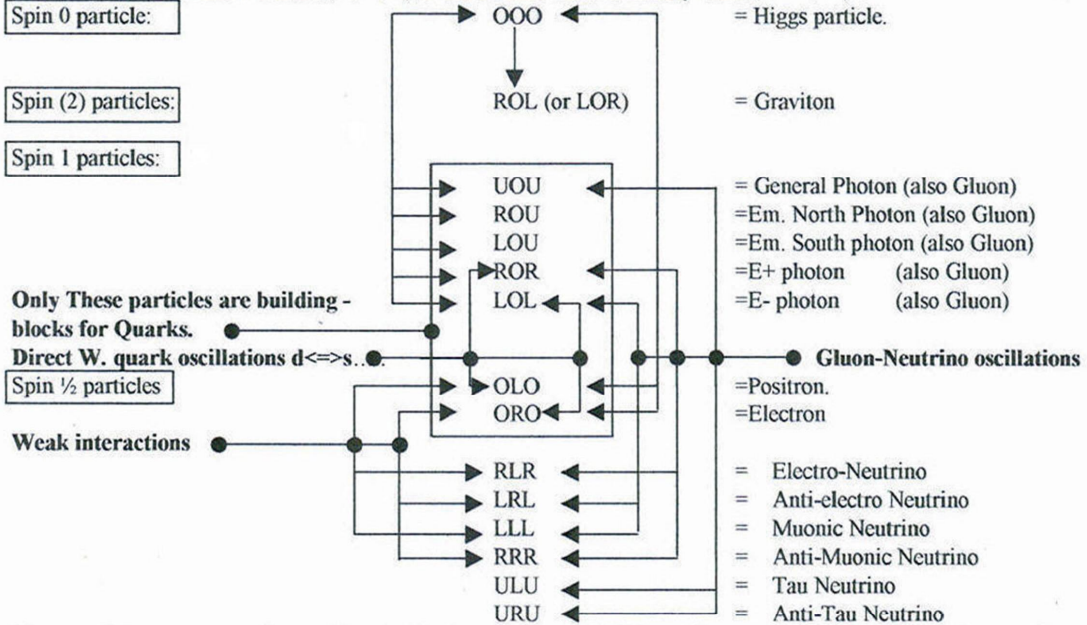 Spin 0 particle: OOO = Higgs particle.
Spin (2) particles: ROL (or LOR) = Graviton
Spin 1 particles:
UOU = General Photon (also Gluon)
ROU =Em. North Photon (also Gluon)
LOU =Em. South photon (also Gluon)
ROR =E+ photon (also Gluon)
Only These particles are building - LOL =E- photon (also Gluon)
blocks for Quarks.
Direct W. quark oscillations d<=>s.... Gluon-Neutrino oscillations
Spin ½ particles OLO =Positron.
ORO =Electron
Weak interactions
RLR = Electro-Neutrino
LRL = Anti-electro Neutrino
LLL = Muonic Neutrino
RRR = Anti-Muonic Neutrino
ULU = Tau Neutrino
URU = Anti-Tau Neutrino